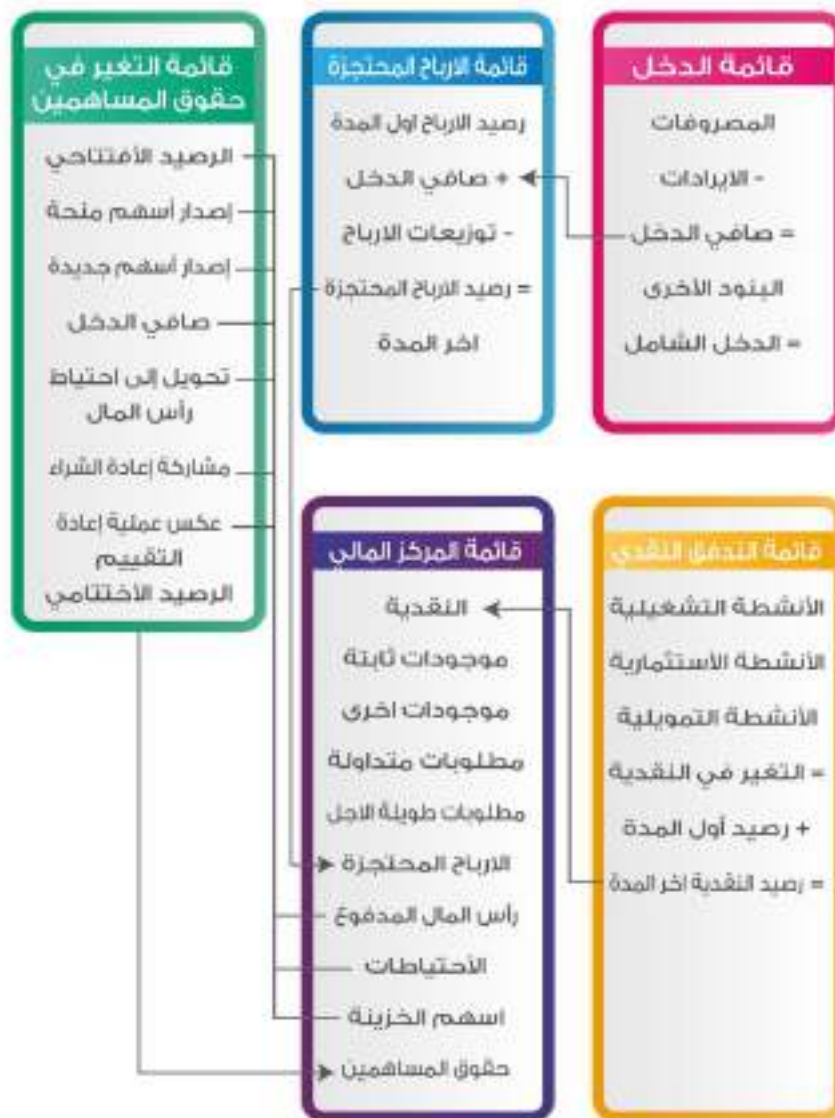 قائمة الدخل
المصروفات
- الايرادات
= صافي الدخل
البنود الأخرى
= الدخل الشامل
قائمة الارباح المحتجزة
رصيد الارباح اول المدة
+ صافي الدخل
- توزيعات الارباح
= رصيد الارباح المحتجزة
اخر المدة
قائمة التغير في
حقوق المساهمين
الرصيد الأفتتاحي
إصدار أسهم منحة
إصدار أسهم جديدة
صافي الدخل
تحويل إلى احتياط
رأس المال
مشاركة إعادة الشراء
عكس عملية إعادة
التقييم
الرصيد الأختتامي
قائمة التدفق النقدي
الأنشطة التشغيلية
الأنشطة الأستثمارية
الأنشطة التمويلية
= التغير في النقدية
+ رصيد أول المدة
= رصيد النقدية اخر المدة
قائمة المركز المالي
النقدية
موجودات ثابتة
موجودات اخرى
مطلوبات متداولة
مطلوبات طويلة الاجل
الارباح المحتجزة
رأس المال المدفوع
الأحتياطات
اسهم الخزينة
حقوق المساهمين